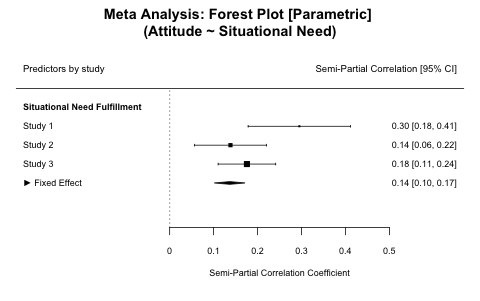 Meta Analysis: Forest Plot [Parametric]
(Attitude ~ Situational Need)
Predictors by study Semi-Partial Correlation [95% CI]
Situational Need Fulfillment
Study 1 0.30 [0.18, 0.41]
Study 2 0.14 [0.06, 0.22]
Study 3 0.18 [0.11, 0.24]
► Fixed Effect 0.14 [0.10, 0.17]
0 0.1 0.2 0.3 0.4 0.5
Semi-Partial Correlation Coefficient